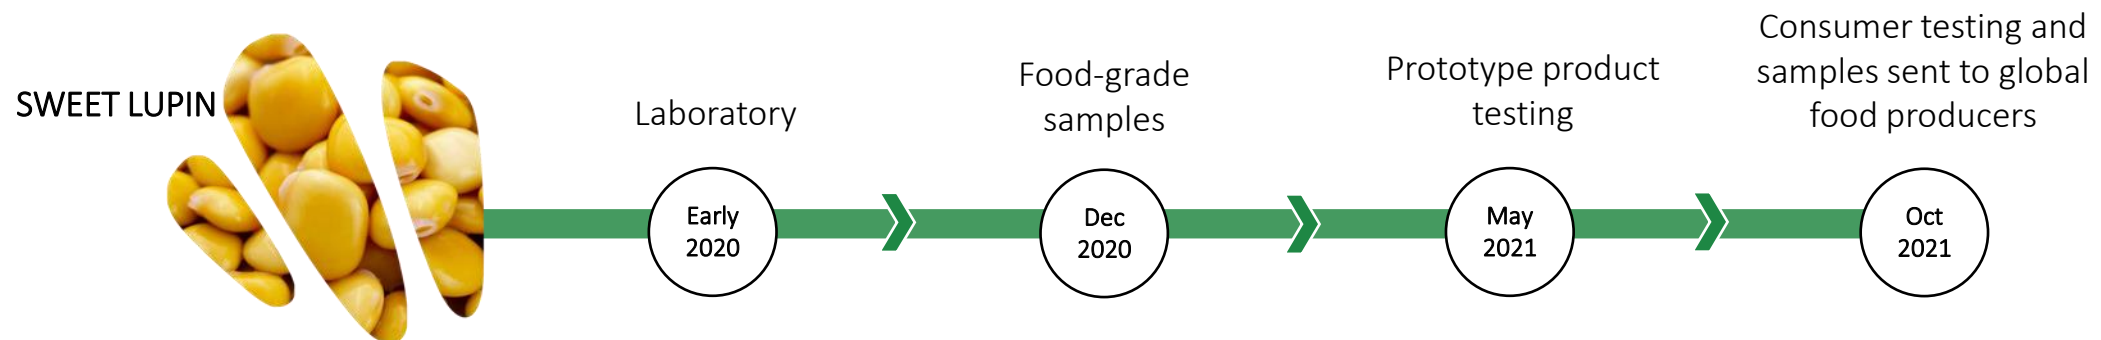 SWEET LUPIN
Laboratory
Early
2020
Food-grade
samples
Dec
2020
Prototype product
testing
May
2021
Consumer testing and
samples sent to global
food producers
Oct
2021